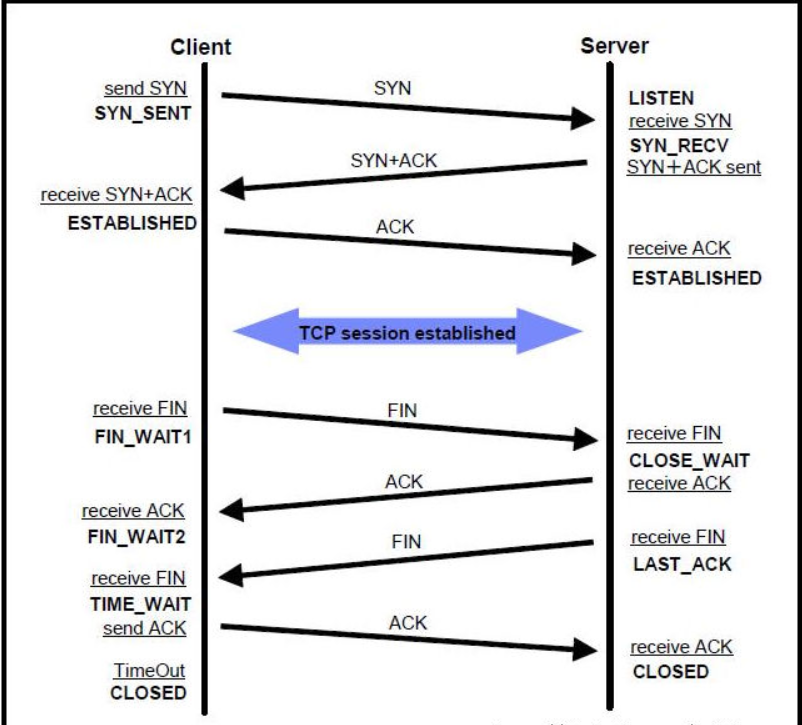 Client
Server
send SYN
SYN_SENT
SYN
LISTEN
receive SYN
SYN_RECV
SYN+ACK sent
SYN+ACK
receive SYN+ACK
ESTABLISHED
ACK
receive ACK
ESTABLISHED
TCP session established
receive FIN
FIN_WAIT1
FIN
receive FIN
CLOSE_WAIT
receive ACK
ACK
receive ACK
FIN_WAIT2
FIN
receive FIN
LAST_ACK
receive FIN
TIME_WAIT
send ACK
ACK
receive ACK
CLOSED
TimeOut
CLOSED